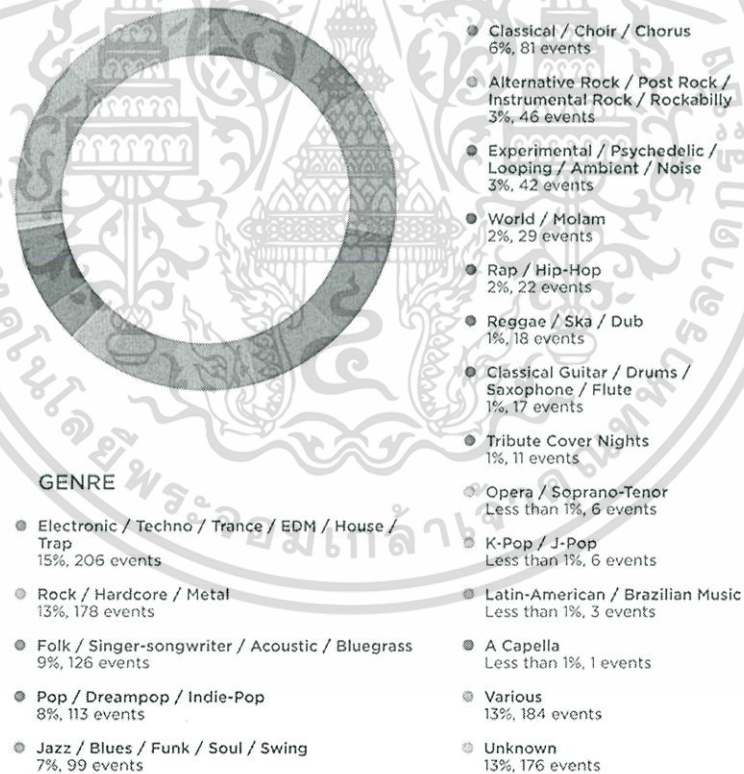 GENRE
Electronic / Techno / Trance / EDM / House /
Trap
15%, 206 events
Rock / Hardcore / Metal
13%, 178 events
Folk / Singer-songwriter / Acoustic / Bluegrass
9%, 126 events
Pop / Dreampop / Indie-Pop
8%, 113 events
Jazz / Blues / Funk / Soul / Swing
7%, 99 events
Classical / Choir / Chorus
6%, 81 events
Alternative Rock / Post Rock /
Instrumental Rock / Rockabilly
3%, 46 events
Experimental / Psychedelic /
Looping / Ambient / Noise
3%, 42 events
World / Molam
2%, 29 events
Rap / Hip-Hop
2%, 22 events
Reggae / Ska / Dub
1%, 18 events
Classical Guitar / Drums /
Saxophone / Flute
1%, 17 events
Tribute Cover Nights
1%, 11 events
Opera / Soprano-Tenor
Less than 1%, 6 events
K-Pop / J-Pop
Less than 1%, 6 events
Latin-American / Brazilian Music
Less than 1%, 3 events
A Capella
Less than 1%, 1 events
Various
13%, 184 events
Unknown
13%, 176 events